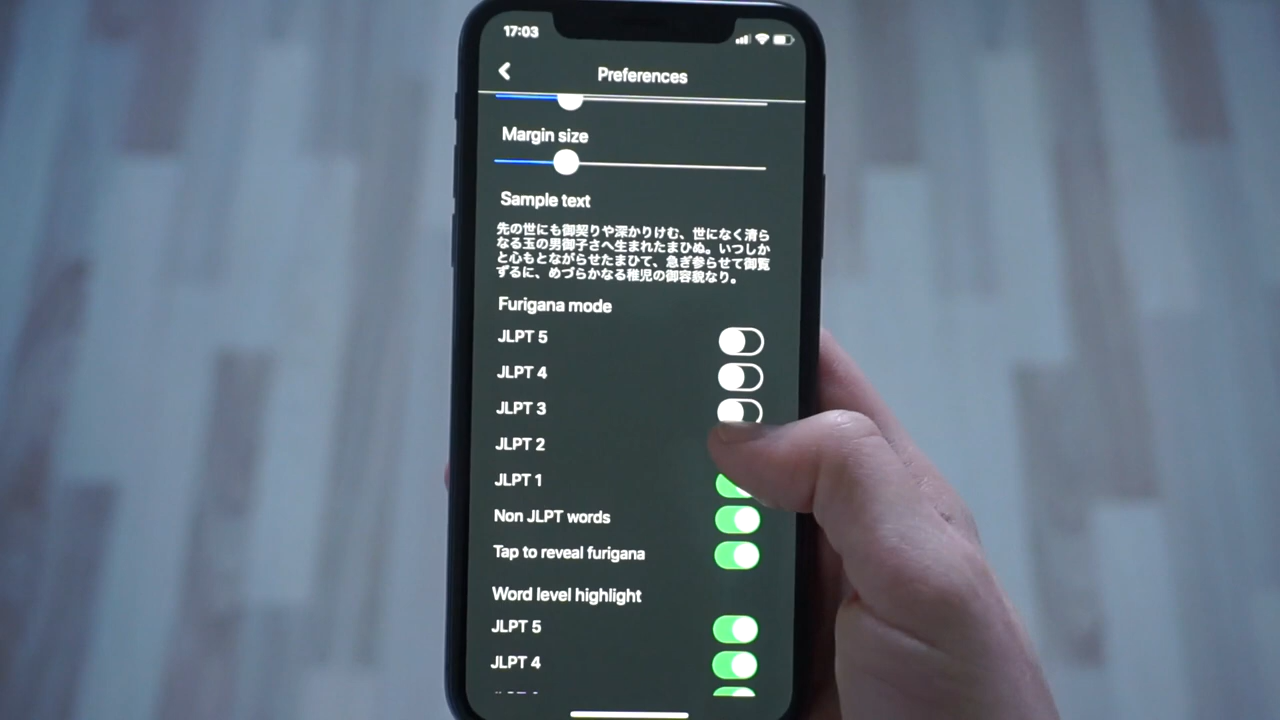 17:03
Preferences
Margin size
Sample text
先の世にも御契りや深かりけむ、世になく清ら
なる玉の男御子さへ生まれたまひぬ。いつしか
と心もとながらせたまひて、急ぎ参らせて御覧
ずるに、めづらかなる稚児の御容貌なり。
Furigana mode
JLPT 5
JLPT 4
JLPT 3
JLPT 2
JLPT 1
Non JLPT words
Tap to reveal furigana
Word level highlight
JLPT 5
JLPT 4